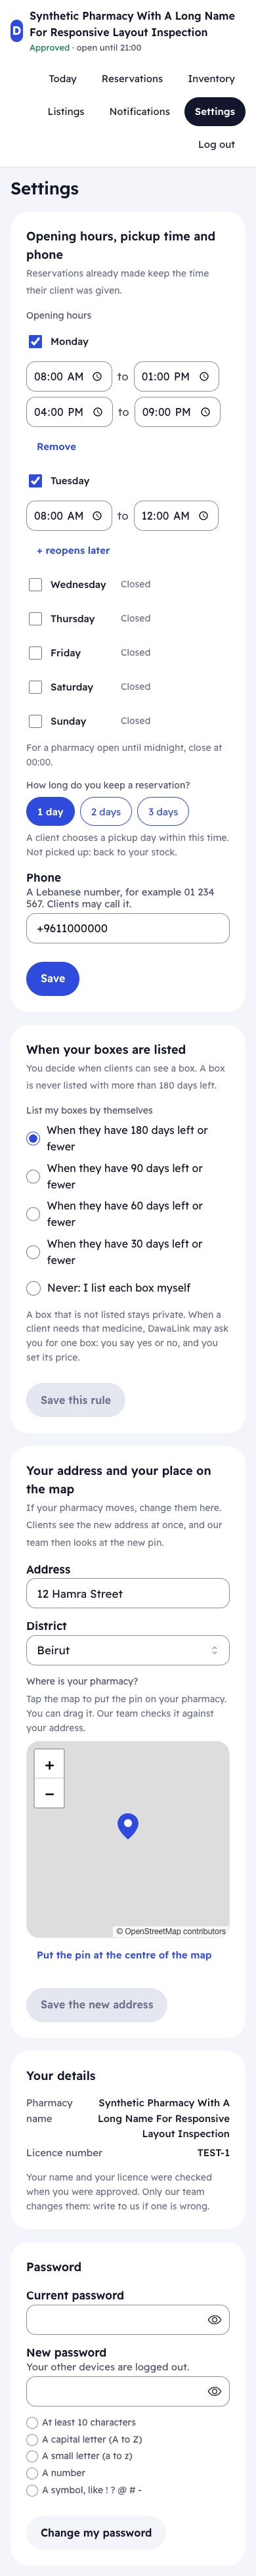 D
Synthetic Pharmacy With A Long Name
For Responsive Layout Inspection
Approved · open until 21:00
Today Reservations Inventory
Listings Notifications Settings
Log out
Settings
Opening hours, pickup time and
phone
Reservations already made keep the time
their client was given.
Opening hours
Monday
08:00 AM to 01:00 PM
04:00 PM to 09:00 PM
Remove
Tuesday
08:00 AM to 12:00 AM
+ reopens later
Wednesday Closed
Thursday Closed
Friday Closed
Saturday Closed
Sunday Closed
For a pharmacy open until midnight, close at
00:00.
How long do you keep a reservation?
1 day 2 days 3 days
A client chooses a pickup day within this time.
Not picked up: back to your stock.
Phone
A Lebanese number, for example 01 234
567. Clients may call it.
+9611000000
Save
When your boxes are listed
You decide when clients can see a box. A box
is never listed with more than 180 days left.
List my boxes by themselves
When they have 180 days left or
fewer
When they have 90 days left or
fewer
When they have 60 days left or
fewer
When they have 30 days left or
fewer
Never: I list each box myself
A box that is not listed stays private. When a
client needs that medicine, DawaLink may ask
you for one box: you say yes or no, and you
set its price.
Save this rule
Your address and your place on
the map
If your pharmacy moves, change them here.
Clients see the new address at once, and our
team then looks at the new pin.
Address
12 Hamra Street
District
Beirut
Where is your pharmacy?
Tap the map to put the pin on your pharmacy.
You can drag it. Our team checks it against
your address.
+
−
© OpenStreetMap contributors
Put the pin at the centre of the map
Save the new address
Your details
Pharmacy name Synthetic Pharmacy With A
Long Name For Responsive
Layout Inspection
Licence number TEST-1
Your name and your licence were checked
when you were approved. Only our team
changes them: write to us if one is wrong.
Password
Current password
New password
Your other devices are logged out.
At least 10 characters
A capital letter (A to Z)
A small letter (a to z)
A number
A symbol, like ! ? @ # -
Change my password